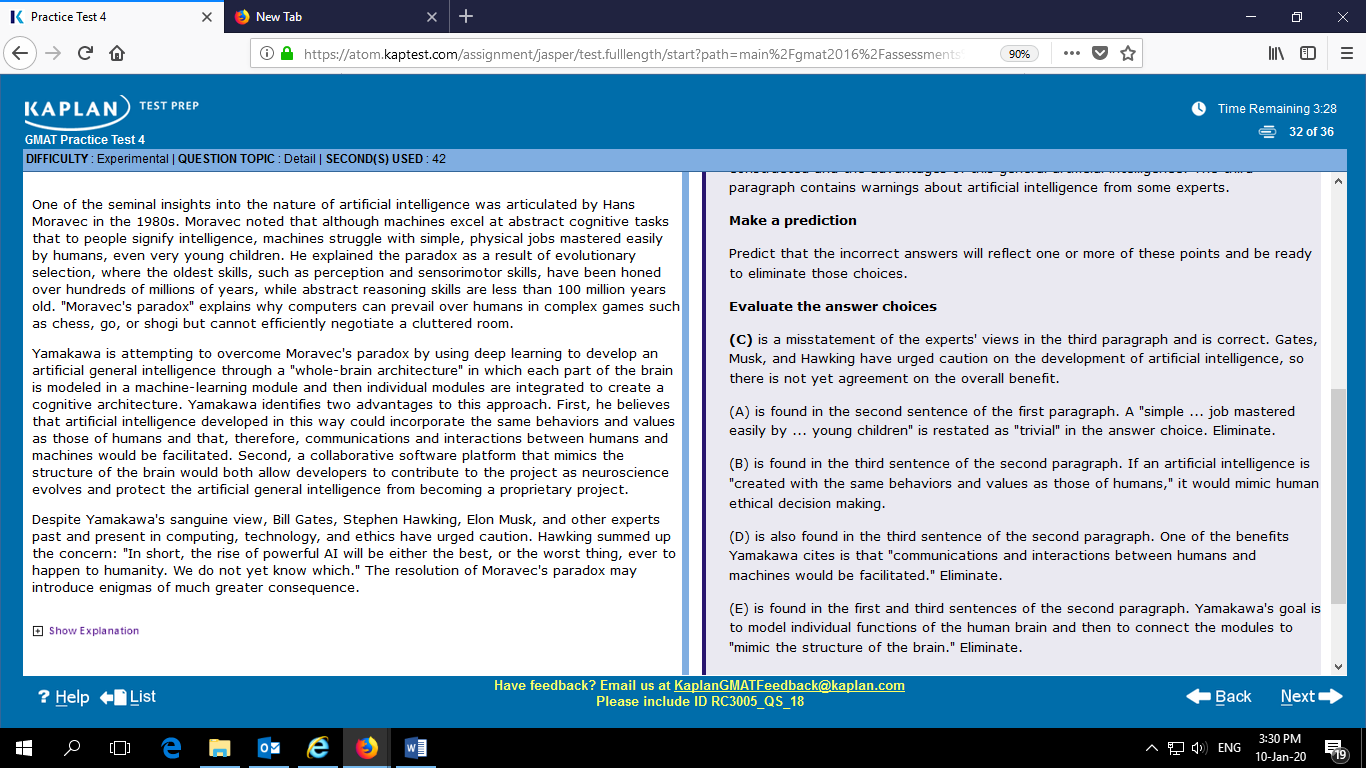 Practice Test 4
New Tab
https://atom.kaptest.com/assignment/jasper/test.fulllength/start?path=main%2Fgmat2016%2Fassessments
90%
KAPLAN TEST PREP
GMAT Practice Test 4
Time Remaining 3:28
32 of 36
DIFFICULTY : Experimental | QUESTION TOPIC : Detail | SECOND(S) USED : 42
One of the seminal insights into the nature of artificial intelligence was articulated by Hans
Moravec in the 1980s. Moravec noted that although machines excel at abstract cognitive tasks
that to people signify intelligence, machines struggle with simple, physical jobs mastered easily
by humans, even very young children. He explained the paradox as a result of evolutionary
selection, where the oldest skills, such as perception and sensorimotor skills, have been honed
over hundreds of millions of years, while abstract reasoning skills are less than 100 million years
old. "Moravec's paradox" explains why computers can prevail over humans in complex games such
as chess, go, or shogi but cannot efficiently negotiate a cluttered room.
Yamakawa is attempting to overcome Moravec's paradox by using deep learning to develop an
artificial general intelligence through a "whole-brain architecture" in which each part of the brain
is modeled in a machine-learning module and then individual modules are integrated to create a
cognitive architecture. Yamakawa identifies two advantages to this approach. First, he believes
that artificial intelligence developed in this way could incorporate the same behaviors and values
as those of humans and that, therefore, communications and interactions between humans and
machines would be facilitated. Second, a collaborative software platform that mimics the
structure of the brain would both allow developers to contribute to the project as neuroscience
evolves and protect the artificial general intelligence from becoming a proprietary project.
Despite Yamakawa's sanguine view, Bill Gates, Stephen Hawking, Elon Musk, and other experts
past and present in computing, technology, and ethics have urged caution. Hawking summed up
the concern: "In short, the rise of powerful AI will be either the best, or the worst thing, ever to
happen to humanity. We do not yet know which." The resolution of Moravec's paradox may
introduce enigmas of much greater consequence.
Show Explanation
paragraph contains warnings about artificial intelligence from some experts.
Make a prediction
Predict that the incorrect answers will reflect one or more of these points and be ready
to eliminate those choices.
Evaluate the answer choices
(C) is a misstatement of the experts' views in the third paragraph and is correct. Gates,
Musk, and Hawking have urged caution on the development of artificial intelligence, so
there is not yet agreement on the overall benefit.
(A) is found in the second sentence of the first paragraph. A "simple ... job mastered
easily by ... young children" is restated as "trivial" in the answer choice. Eliminate.
(B) is found in the third sentence of the second paragraph. If an artificial intelligence is
"created with the same behaviors and values as those of humans," it would mimic human
ethical decision making.
(D) is also found in the third sentence of the second paragraph. One of the benefits
Yamakawa cites is that "communications and interactions between humans and
machines would be facilitated." Eliminate.
(E) is found in the first and third sentences of the second paragraph. Yamakawa's goal is
to model individual functions of the human brain and then to connect the modules to
"mimic the structure of the brain." Eliminate.
? Help List
Have feedback? Email us at KaplanGMATFeedback@kaplan.com
Please include ID RC3005_QS_18
Back Next
ENG
3:30 PM
10-Jan-20
19